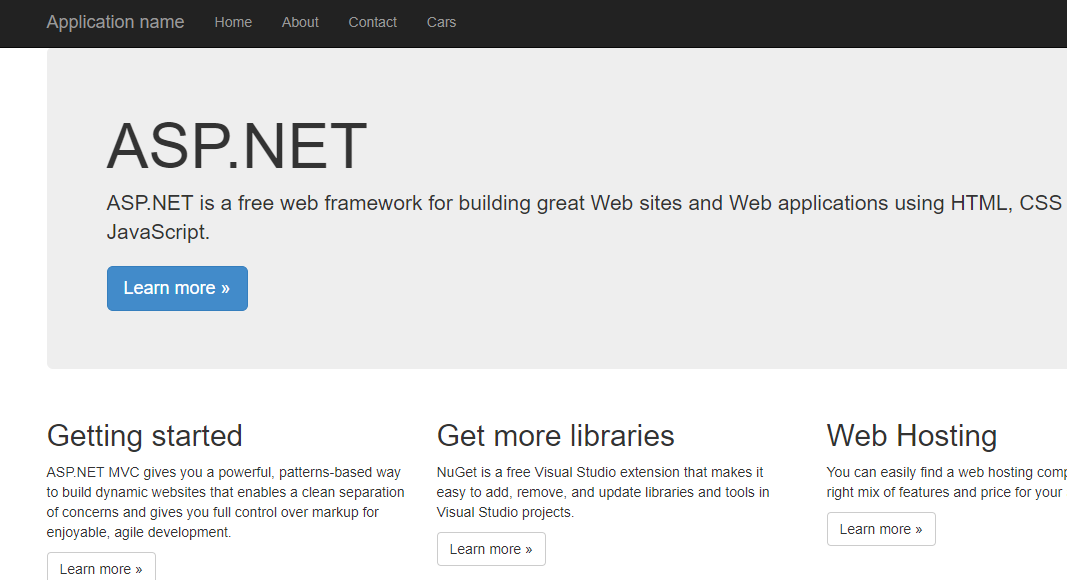 Application name Home About Contact Cars
ASP.NET
ASP.NET is a free web framework for building great Web sites and Web applications using HTML, CSS
JavaScript.
Learn more »
Getting started
ASP.NET MVC gives you a powerful, patterns-based way
to build dynamic websites that enables a clean separation
of concerns and gives you full control over markup for
enjoyable, agile development.
Learn more »
Get more libraries
NuGet is a free Visual Studio extension that makes it
easy to add, remove, and update libraries and tools in
Visual Studio projects.
Learn more »
Web Hosting
You can easily find a web hosting
right mix of features and price for your
Learn more »